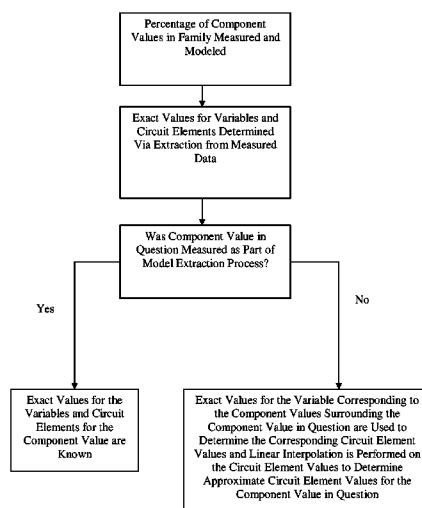 Percentage of Component
Values in Family Measured and
Modeled
Exact Values for Variables and
Circuit Elements Determined
Via Extraction from Measured
Data
Was Component Value in
Question Measured as Part of
Model Extraction Process?
Yes
No
Exact Values for the
Variables and Circuit
Elements for the
Component Value are
Known
Exact Values for the Variable Corresponding to
the Component Values Surrounding the
Component Value in Question are Used to
Determine the Corresponding Circuit Element
Values and Linear Interpolation is Performed on
the Circuit Element Values to Determine
Approximate Circuit Element Values for the
Component Value in Question